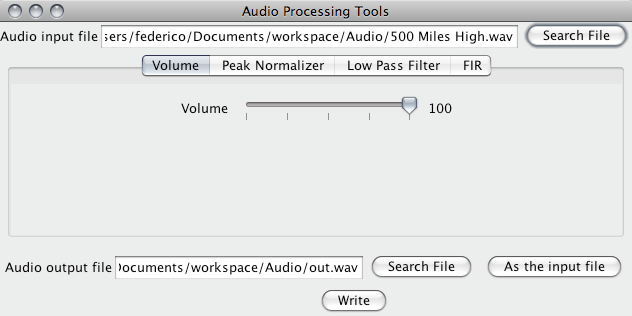 Audio Processing Tools
Audio input file sers/federico/Documents/workspace/Audio/500 Miles High.wav Search File
Volume Peak Normalizer Low Pass Filter FIR
Volume 100
Audio output file Documents/workspace/Audio/out.wav Search File As the input file
Write